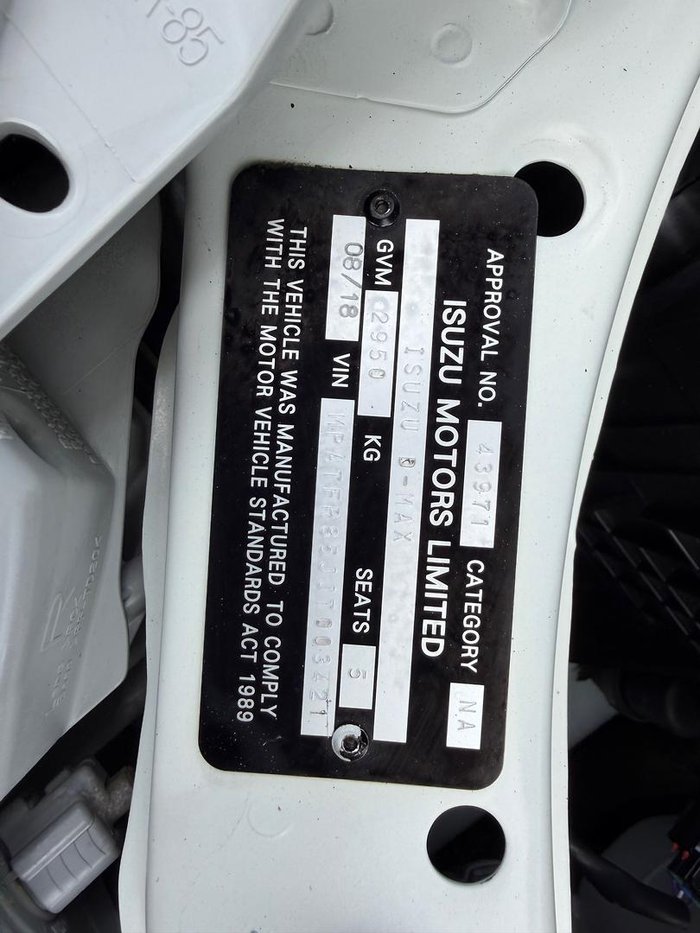 APPROVAL NO. 43971 CATEGORY NA
ISUZU MOTORS LIMITED
ISUZU D-MAX
GVM 2950 KG SEATS 5
08/18 VIN MPATFR85JJT003421
THIS VEHICLE WAS MANUFACTURED TO COMPLY
WITH THE MOTOR VEHICLE STANDARDS ACT 1989